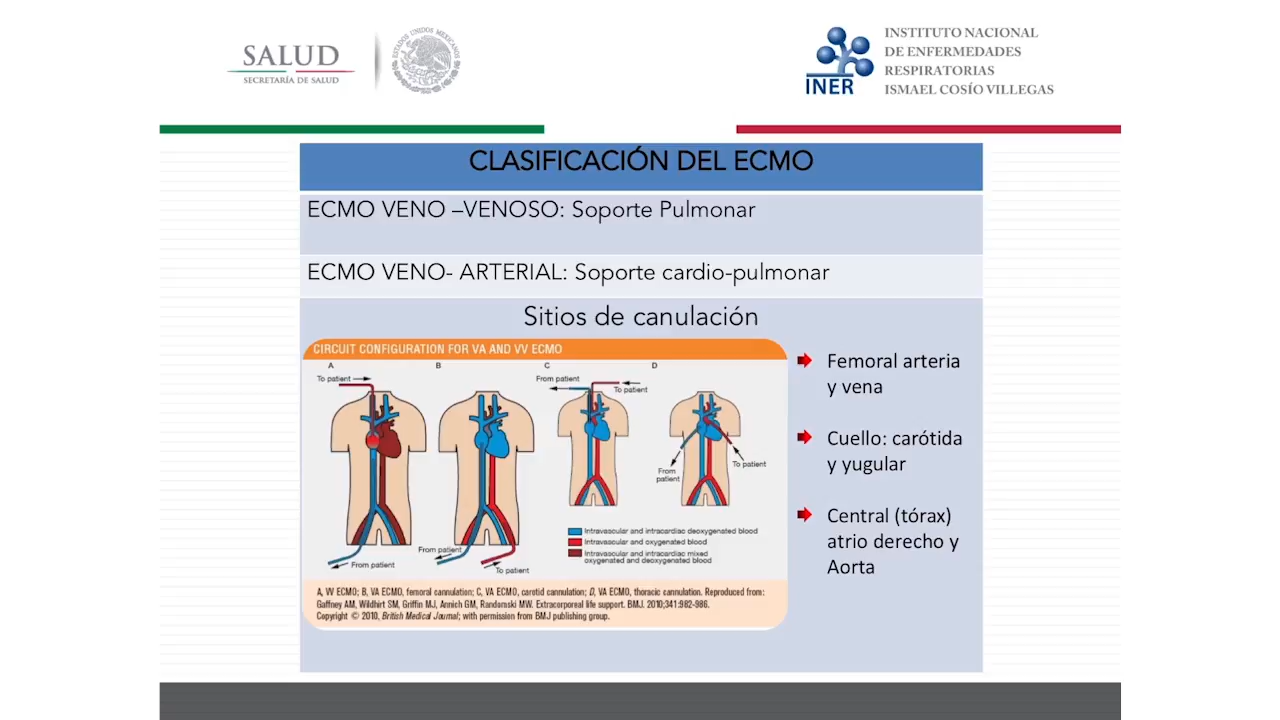 SALUD
SECRETARÍA DE SALUD
ESTADOS UNIDOS MEXICANOS
INER
INSTITUTO NACIONAL
DE ENFERMEDADES
RESPIRATORIAS
ISMAEL COSÍO VILLEGAS
CLASIFICACIÓN DEL ECMO
ECMO VENO –VENOSO: Soporte Pulmonar
ECMO VENO- ARTERIAL: Soporte cardio-pulmonar
Sitios de canulación
CIRCUIT CONFIGURATION FOR VA AND VV ECMO
A
B
C
D
To patient
From patient
To patient
From
patient
To patient
From patient
From patient
To patient
Intravascular and intracardiac deoxygenated blood
Intravascular and oxygenated blood
Intravascular and intracardiac mixed
oxygenated and deoxygenated blood
A, VV ECMO; B, VA ECMO, femoral cannulation; C, VA ECMO, carotid cannulation; D, VA ECMO, thoracic cannulation. Reproduced from:
Gaffney AM, Wildhirt SM, Griffin MJ, Annich GM, Radomski MW. Extracorporeal life support. BMJ. 2010;341:982-986.
Copyright © 2010, British Medical Journal; with permission from BMJ publishing group.
Femoral arteria
y vena
Cuello: carótida
y yugular
Central (tórax)
atrio derecho y
Aorta